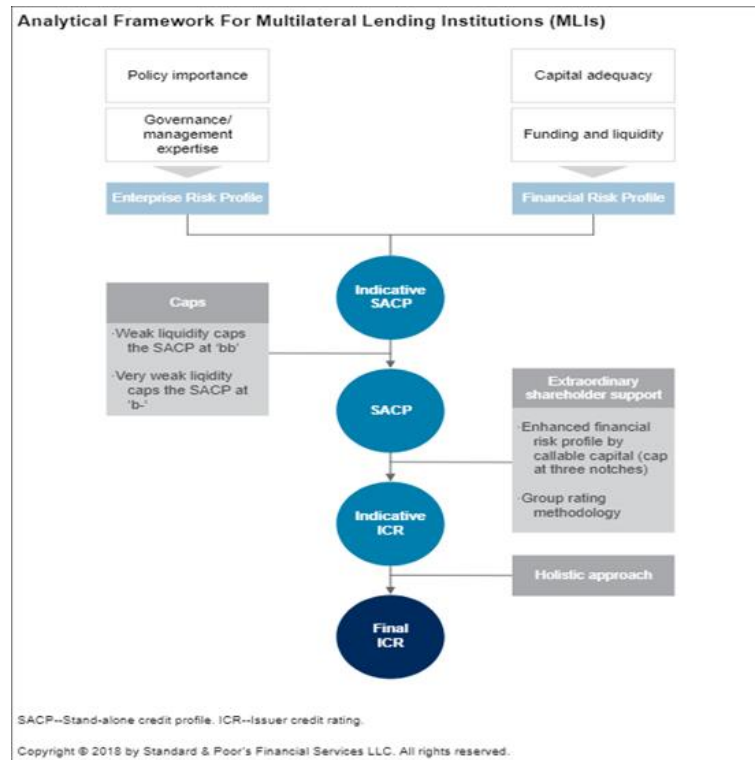 Analytical Framework For Multilateral Lending Institutions (MLIs)
Policy importance
Governance/
management
expertise
Enterprise Risk Profile
Capital adequacy
Funding and liquidity
Financial Risk Profile
Indicative
SACP
Caps
·Weak liquidity caps
the SACP at 'bb'
·Very weak liqidity
caps the SACP at
'b-'
SACP
Extraordinary
shareholder support
·Enhanced financial
risk profile by
callable capital (cap
at three notches)
·Group rating
methodology
Indicative
ICR
Holistic approach
Final
ICR
SACP--Stand-alone credit profile. ICR--Issuer credit rating.
Copyright © 2018 by Standard & Poor's Financial Services LLC. All rights reserved.